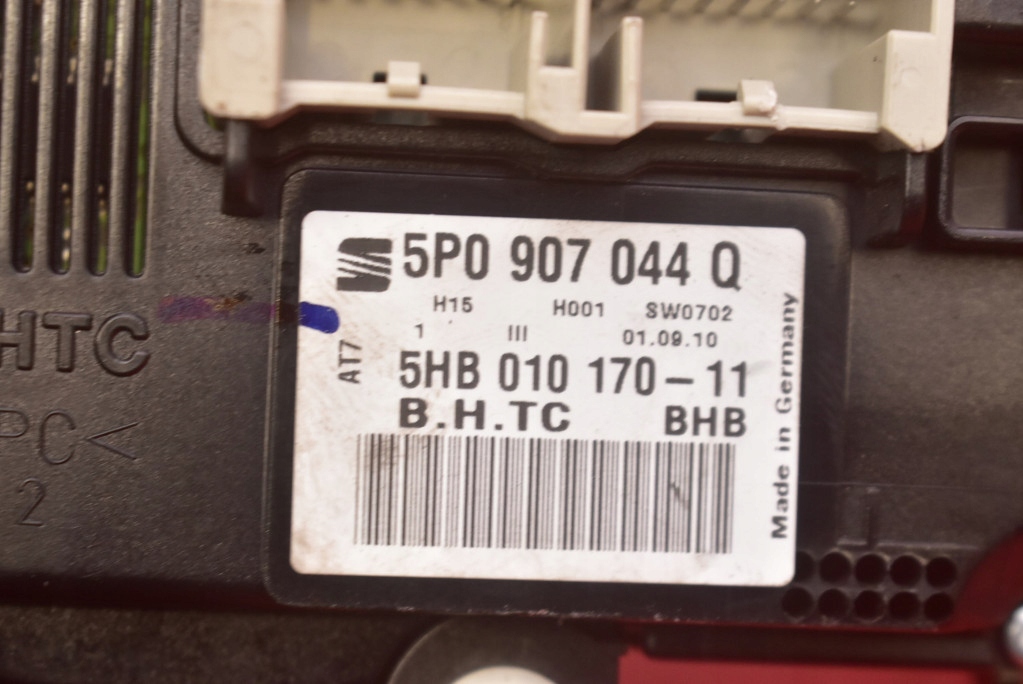 5P0 907 044 Q
H15 H001 SW0702
1 III 01.09.10
AT7
5HB 010 170-11
B.H.TC BHB
Made in Germany
HTC
PC<
2